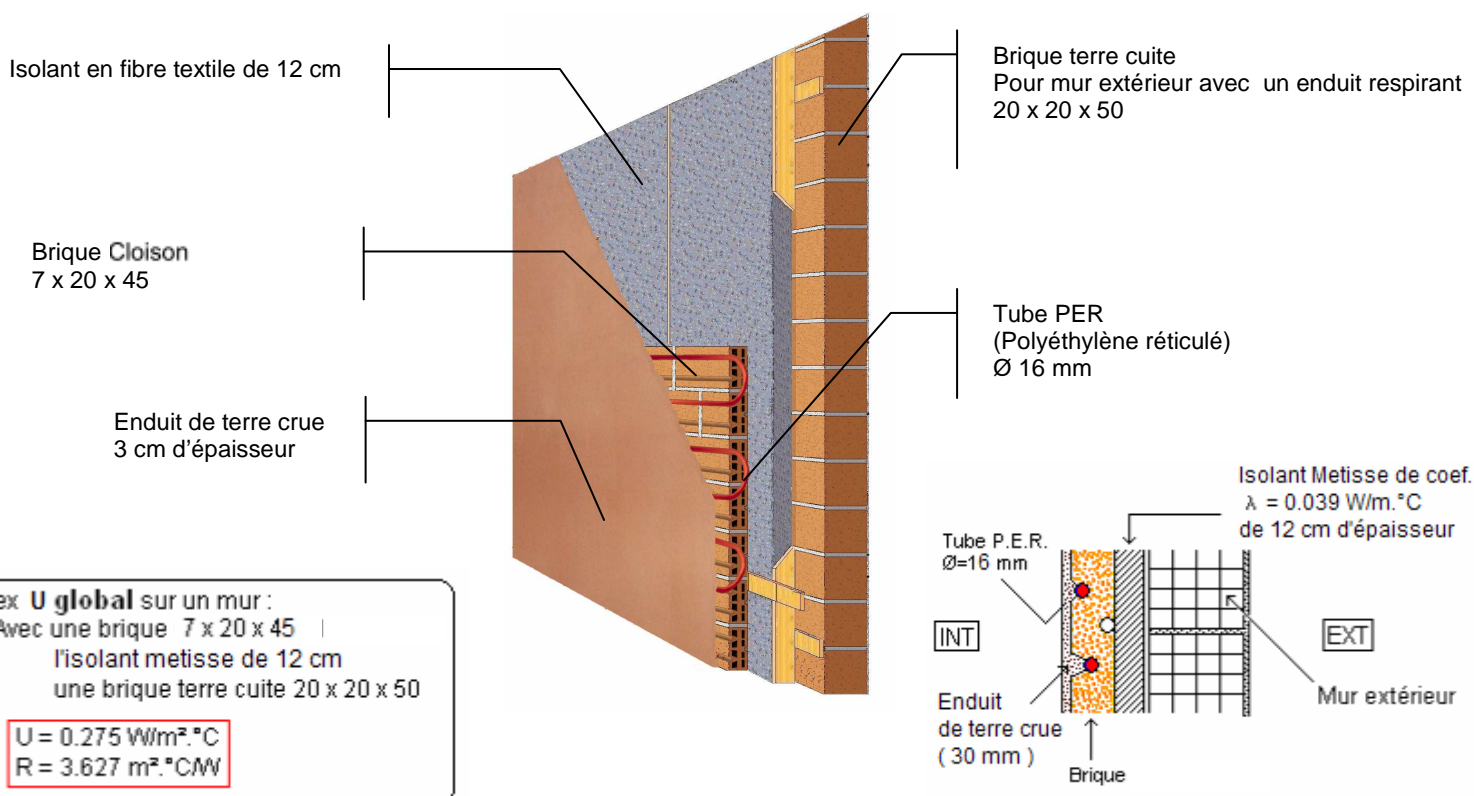 Isolant en fibre textile de 12 cm
Brique terre cuite
Pour mur extérieur avec un enduit respirant
20 x 20 x 50
Brique Cloison
7 x 20 x 45
Tube PER
(Polyéthylène réticulé)
Ø 16 mm
Enduit de terre crue
3 cm d'épaisseur
ex U global sur un mur :
Avec une brique 7 x 20 x 45
l'isolant metisse de 12 cm
une brique terre cuite 20 x 20 x 50
U = 0.275 W/m².°C
R = 3.627 m².°C/W
Isolant Metisse de coef.
λ = 0.039 W/m.°C
de 12 cm d'épaisseur
Tube P.E.R.
Ø=16 mm
INT
EXT
Enduit
de terre crue
( 30 mm )
Brique
Mur extérieur